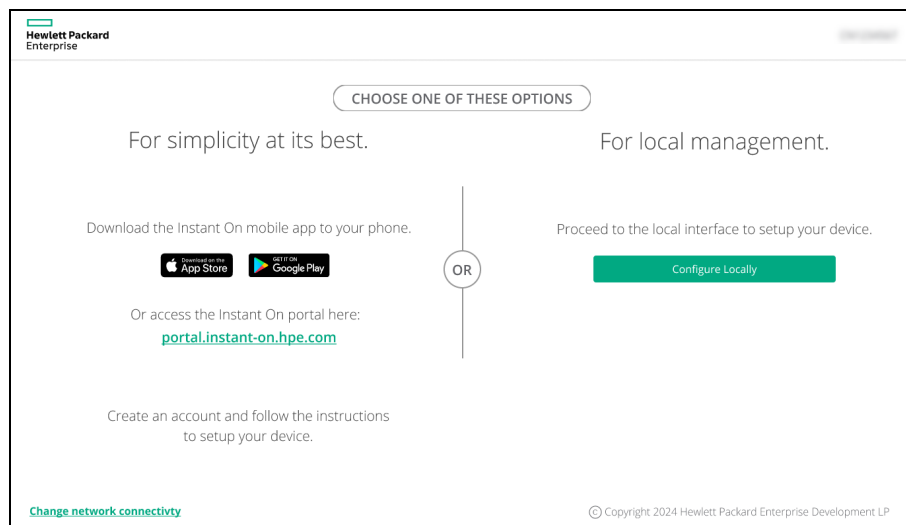 Hewlett Packard
Enterprise
CHOOSE ONE OF THESE OPTIONS
For simplicity at its best.
Download the Instant On mobile app to your phone.
Download on the
App Store
GET IT ON
Google Play
Or access the Instant On portal here:
portal.instant-on.hpe.com
Create an account and follow the instructions
to setup your device.
OR
For local management.
Proceed to the local interface to setup your device.
Configure Locally
Change network connectivty
© Copyright 2024 Hewlett Packard Enterprise Development LP